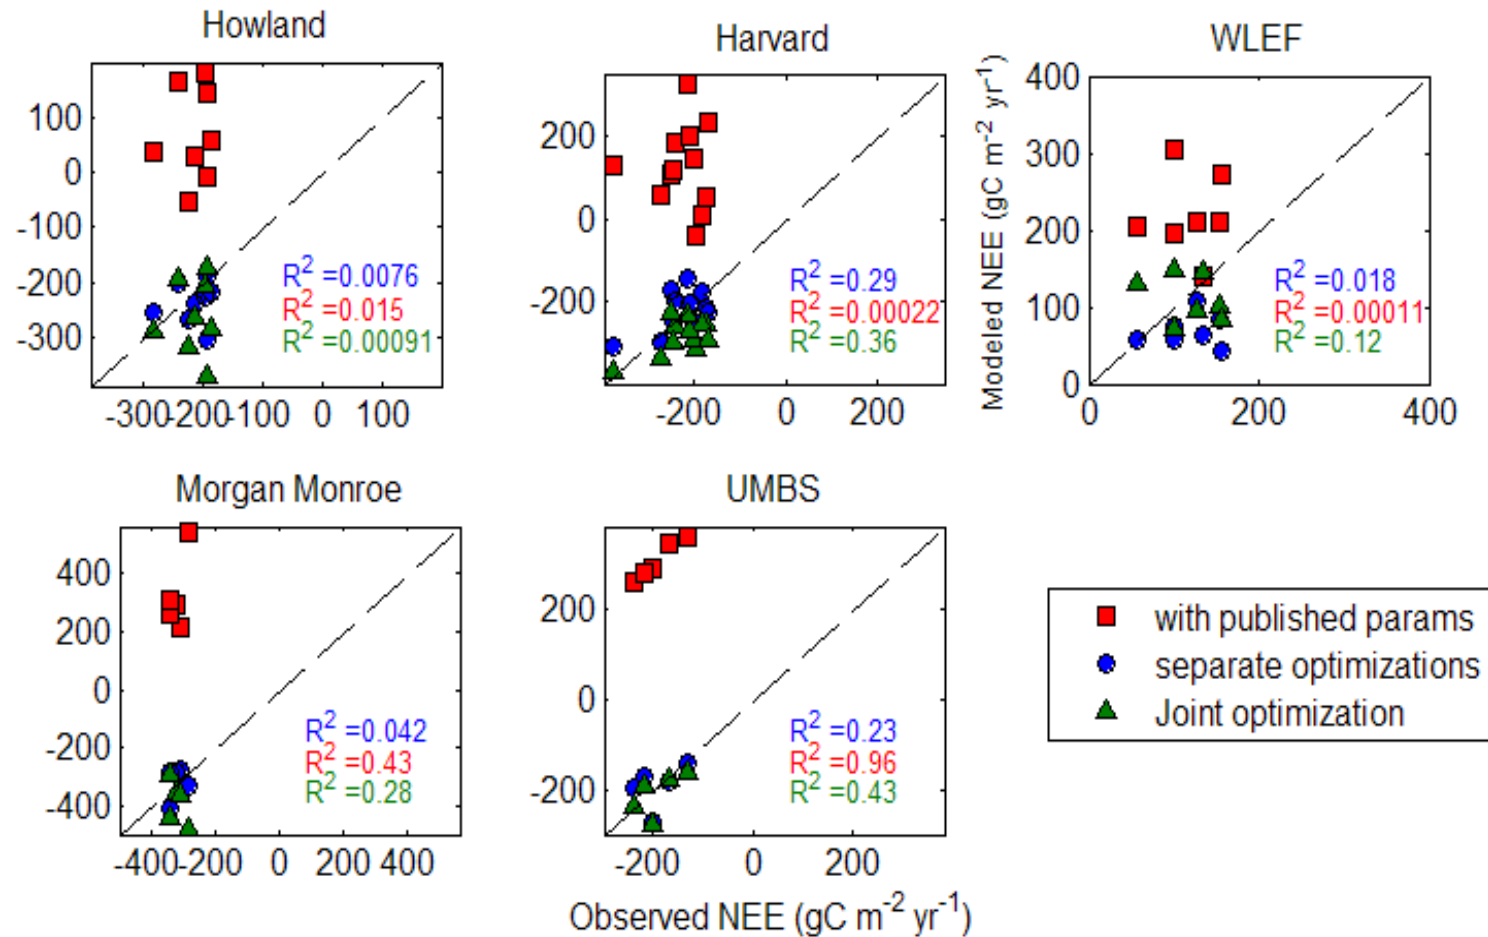 Howland
100
0
-100
-200
-300
R² =0.0076
R² =0.015
R² =0.00091
-300 -200 -100 0 100
Harvard
200
0
-200
R² =0.29
R² =0.00022
R² =0.36
-200 0 200
WLEF
Modeled NEE (gC m⁻² yr⁻¹)
400
300
200
100
0
R² =0.018
R² =0.00011
R² =0.12
0 200 400
Morgan Monroe
400
200
0
-200
-400
R² =0.042
R² =0.43
R² =0.28
-400 -200 0 200 400
UMBS
200
0
-200
R² =0.23
R² =0.96
R² =0.43
-200 0 200
with published params
separate optimizations
Joint optimization
Observed NEE (gC m⁻² yr⁻¹)